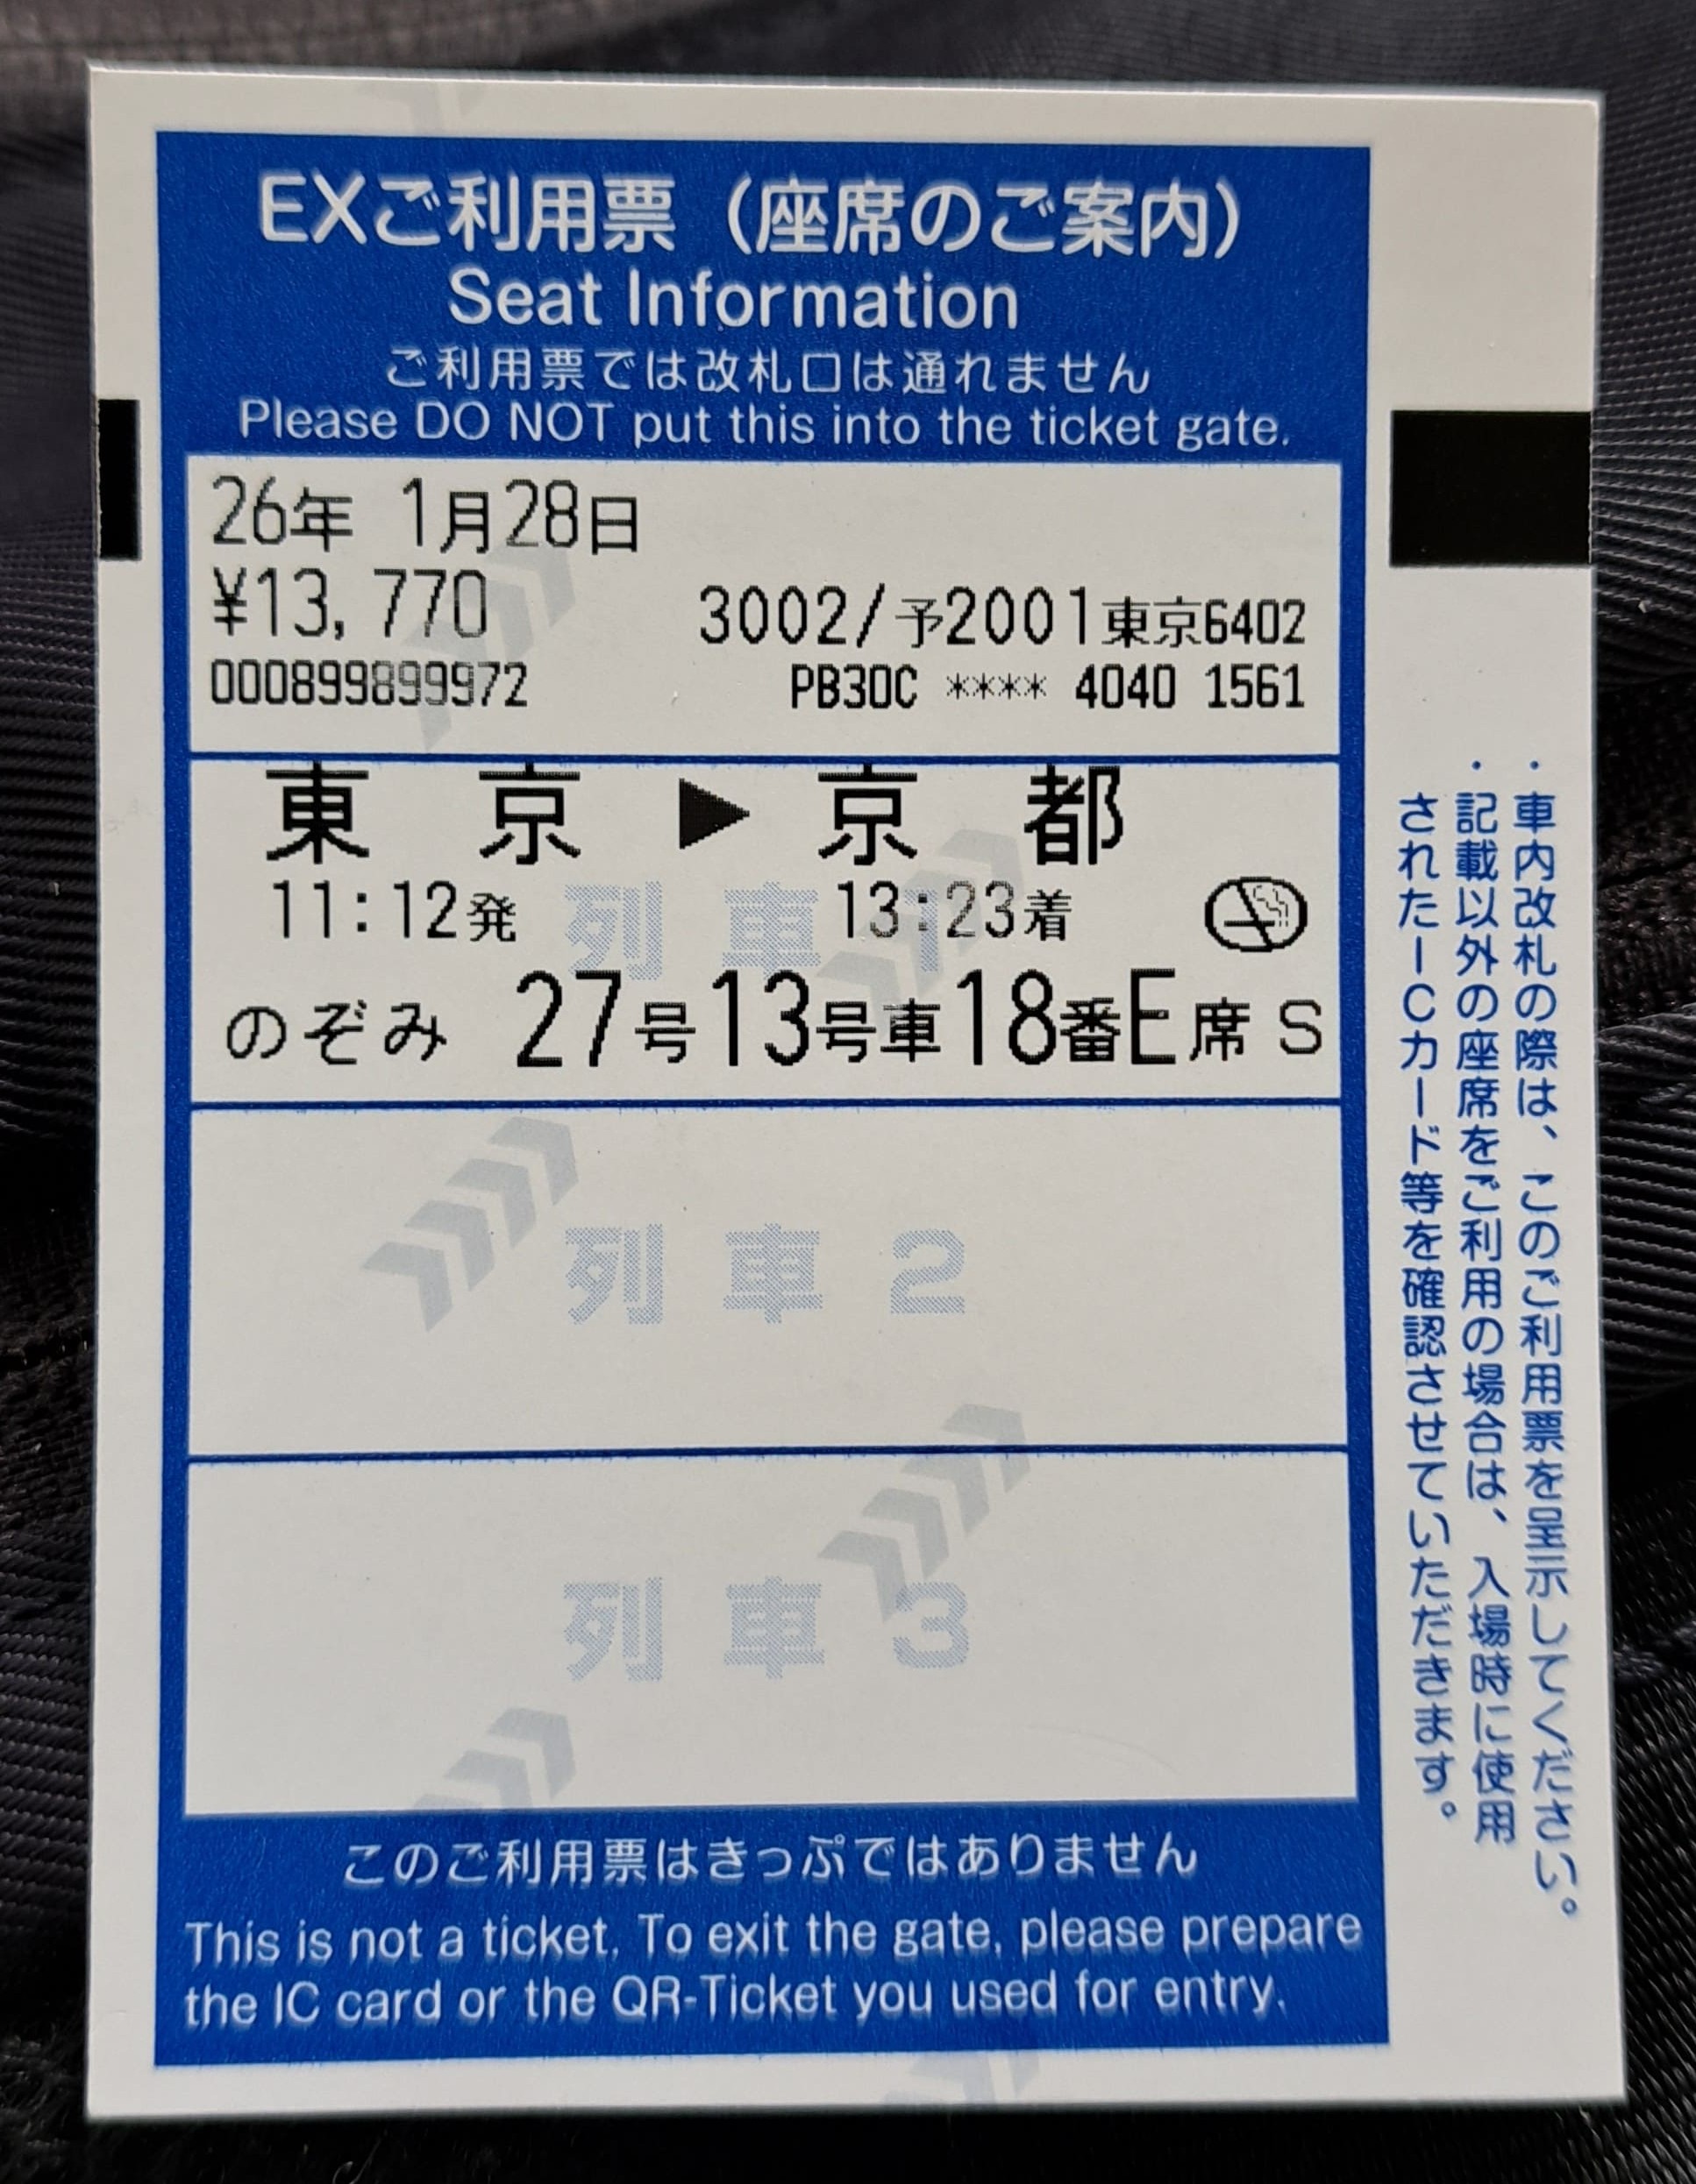 EXご利用票（座席のご案内）
Seat Information
ご利用票では改札口は通れません
Please DO NOT put this into the ticket gate.
26年 1月28日
¥13,770
3002/予2001東京6402
000899899972
PB30C **** 4040 1561
東京▶京都
列車1
11:12発 13:23着
のぞみ 27号13号車18番E席 S
列車2
列車3
このご利用票はきっぷではありません
This is not a ticket. To exit the gate, please prepare
the IC card or the QR-Ticket you used for entry.
・車内改札の際は、このご利用票を呈示してください。
・記載以外の座席をご利用の場合は、入場時に使用
されたICカード等を確認させていただきます。